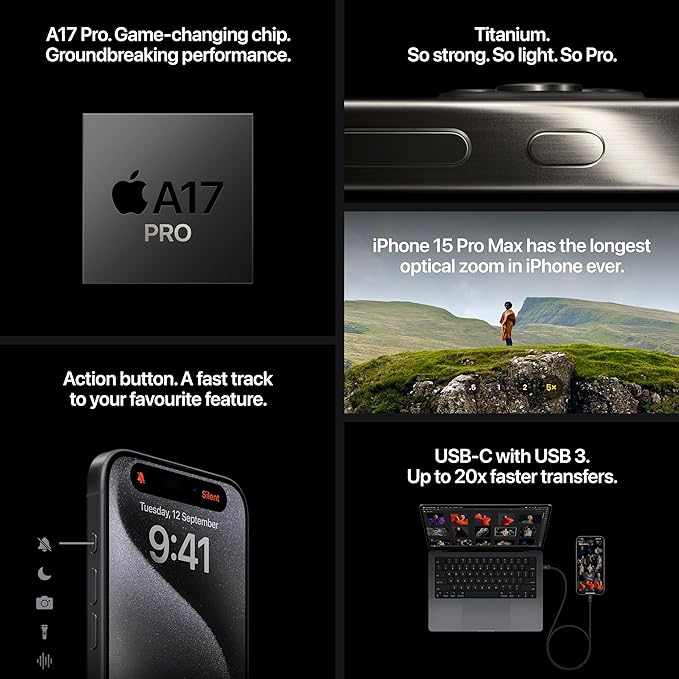 A17 Pro. Game-changing chip.
Groundbreaking performance.
A17
PRO
Titanium.
So strong. So light. So Pro.
iPhone 15 Pro Max has the longest
optical zoom in iPhone ever.
.5 1 2 5×
Action button. A fast track
to your favourite feature.
Silent
Tuesday, 12 September
9:41
USB-C with USB 3.
Up to 20x faster transfers.